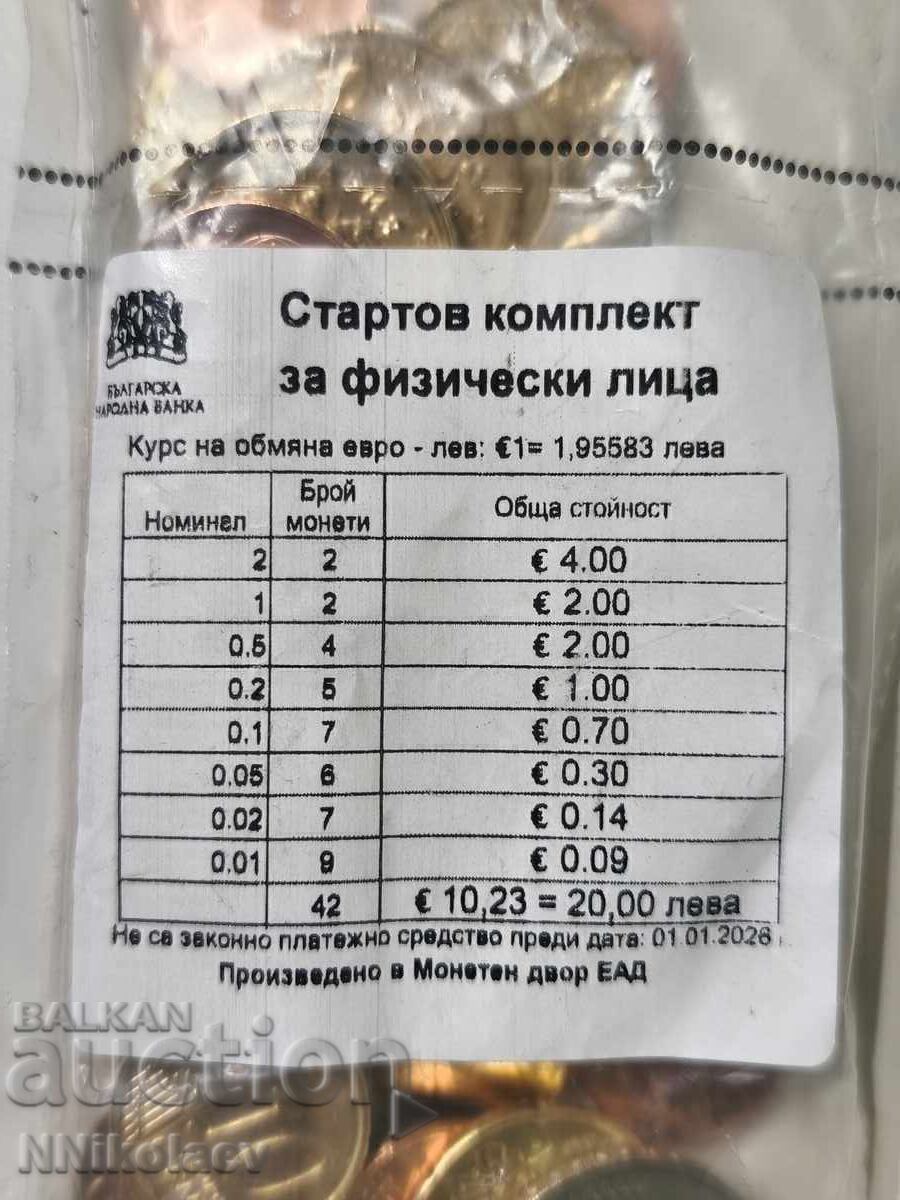 Стартов комплект
за физически лица
БЪЛГАРСКА
НАРОДНА БАНКА
Курс на обмяна евро - лев: €1= 1,95583 лева
Номинал Брой монети Обща стойност
2 2 € 4.00
1 2 € 2.00
0.5 4 € 2.00
0.2 5 € 1.00
0.1 7 € 0.70
0.05 6 € 0.30
0.02 7 € 0.14
0.01 9 € 0.09
42 € 10,23 = 20,00 лева
Не са законно платежно средство преди дата: 01.01.2026
Произведено в Монетен двор ЕАД
BALKAN
auction
NNikolaev